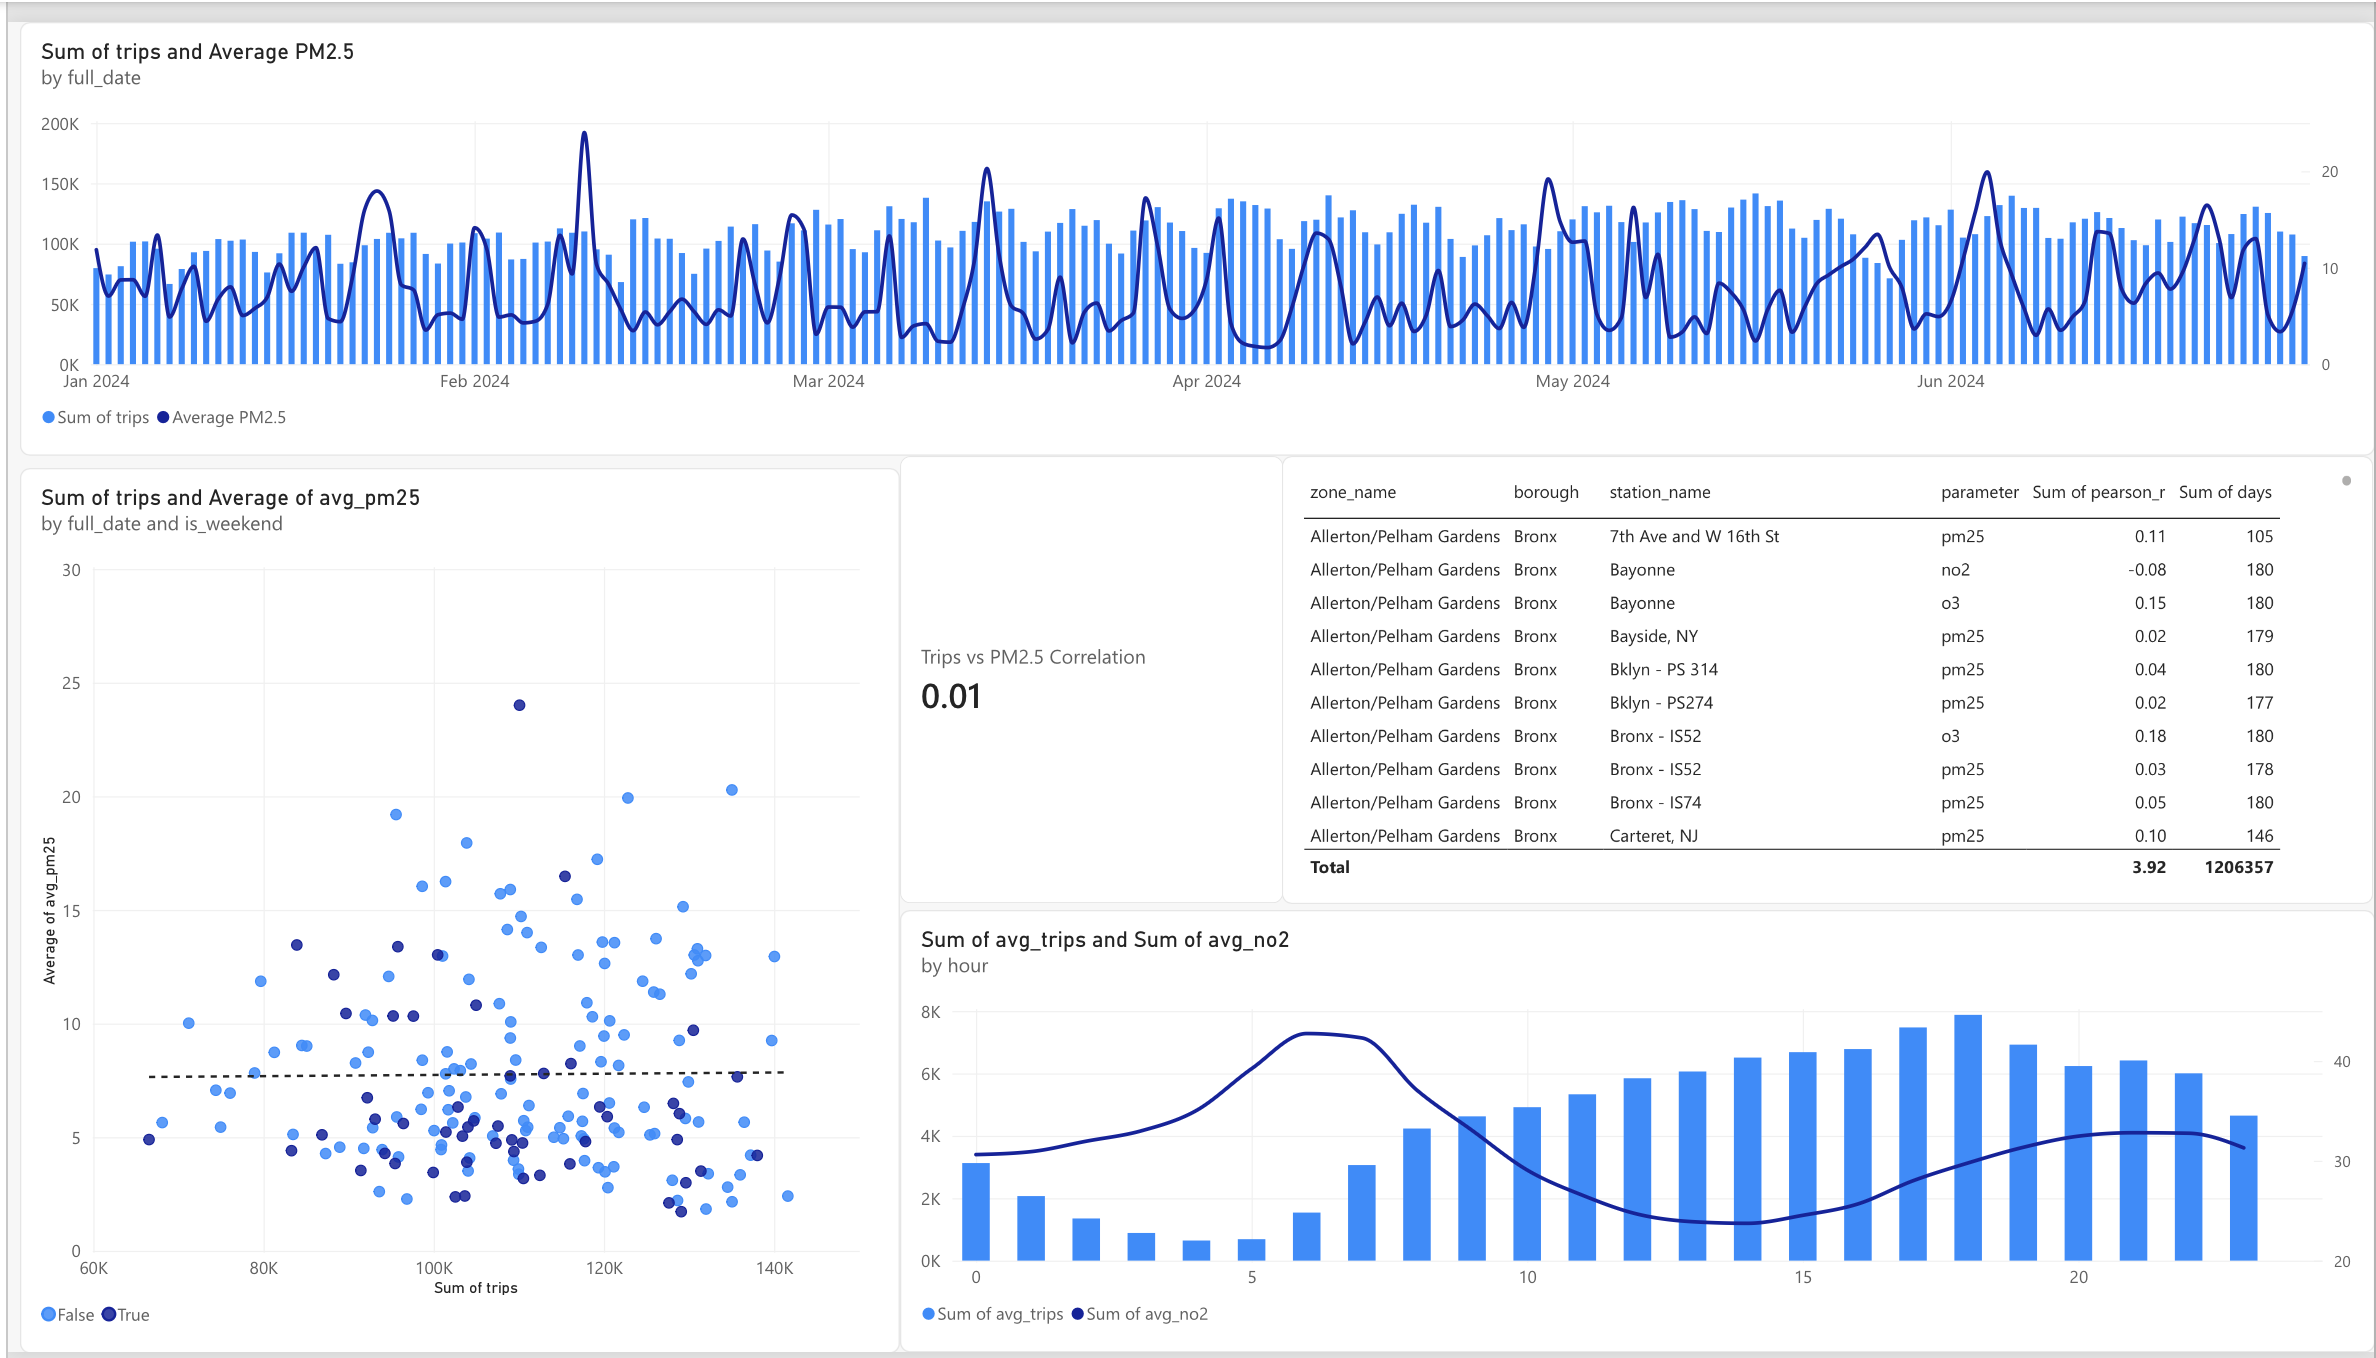 Sum of trips and Average PM2.5
by full_date
200K
150K
100K
50K
0K
20
10
0
Jan 2024 Feb 2024 Mar 2024 Apr 2024 May 2024 Jun 2024
Sum of trips Average PM2.5
Sum of trips and Average of avg_pm25
by full_date and is_weekend
Average of avg_pm25
30
25
20
15
10
5
0
60K 80K 100K 120K 140K
Sum of trips
False True
Trips vs PM2.5 Correlation
0.01
zone_name borough station_name parameter Sum of pearson_r Sum of days
Allerton/Pelham Gardens Bronx 7th Ave and W 16th St pm25 0.11 105
Allerton/Pelham Gardens Bronx Bayonne no2 -0.08 180
Allerton/Pelham Gardens Bronx Bayonne o3 0.15 180
Allerton/Pelham Gardens Bronx Bayside, NY pm25 0.02 179
Allerton/Pelham Gardens Bronx Bklyn - PS 314 pm25 0.04 180
Allerton/Pelham Gardens Bronx Bklyn - PS274 pm25 0.02 177
Allerton/Pelham Gardens Bronx Bronx - IS52 o3 0.18 180
Allerton/Pelham Gardens Bronx Bronx - IS52 pm25 0.03 178
Allerton/Pelham Gardens Bronx Bronx - IS74 pm25 0.05 180
Allerton/Pelham Gardens Bronx Carteret, NJ pm25 0.10 146
Total 3.92 1206357
Sum of avg_trips and Sum of avg_no2
by hour
8K
6K
4K
2K
0K
40
30
20
0 5 10 15 20
Sum of avg_trips Sum of avg_no2